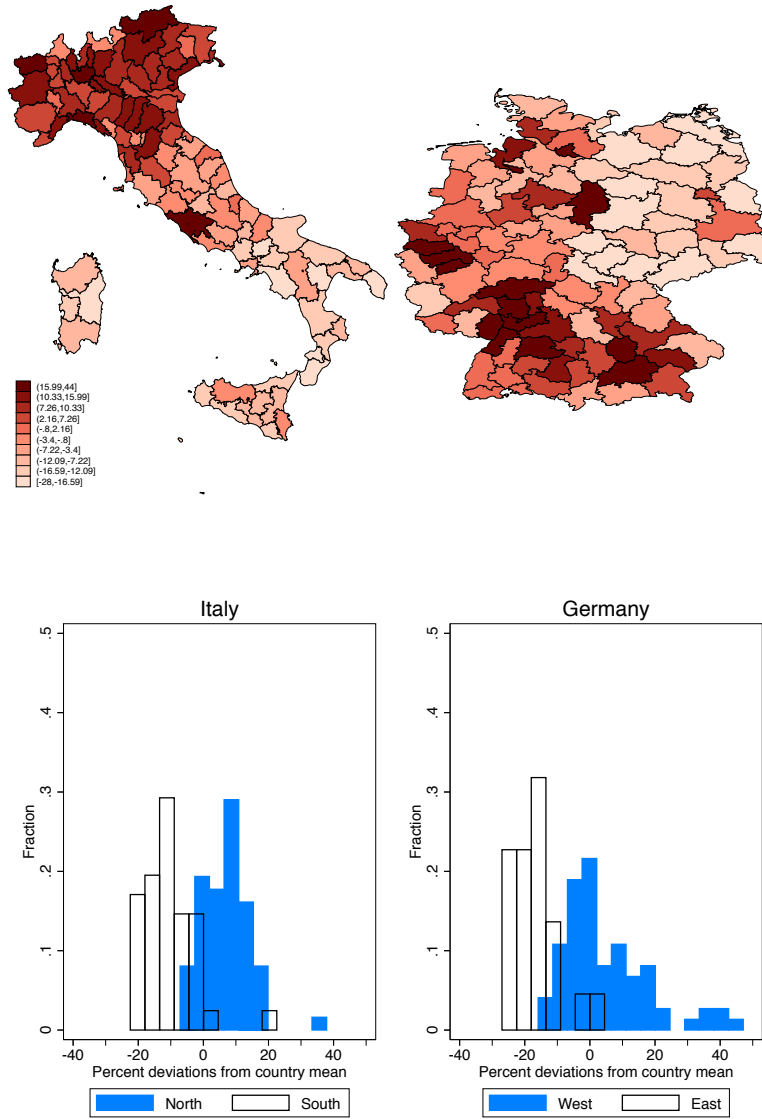 (15.99,44]
(10.33,15.99]
(7.26,10.33]
(2.16,7.26]
(-.8,2.16]
(-3.4,-.8]
(-7.22,-3.4]
(-12.09,-7.22]
(-16.59,-12.09]
[-28,-16.59]
Italy
.5
.4
.3
.2
.1
0
Fraction
-40 -20 0 20 40
Percent deviations from country mean
North South
Germany
.5
.4
.3
.2
.1
0
Fraction
-40 -20 0 20 40
Percent deviations from country mean
West East